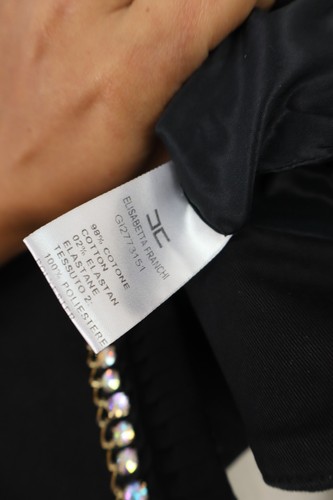 ELISABETTA FRANCHI
GI2773151
98% COTONE
COTTON
02% ELASTAN
ELASTANE
TESSUTO 2:
100% POLIESTERE